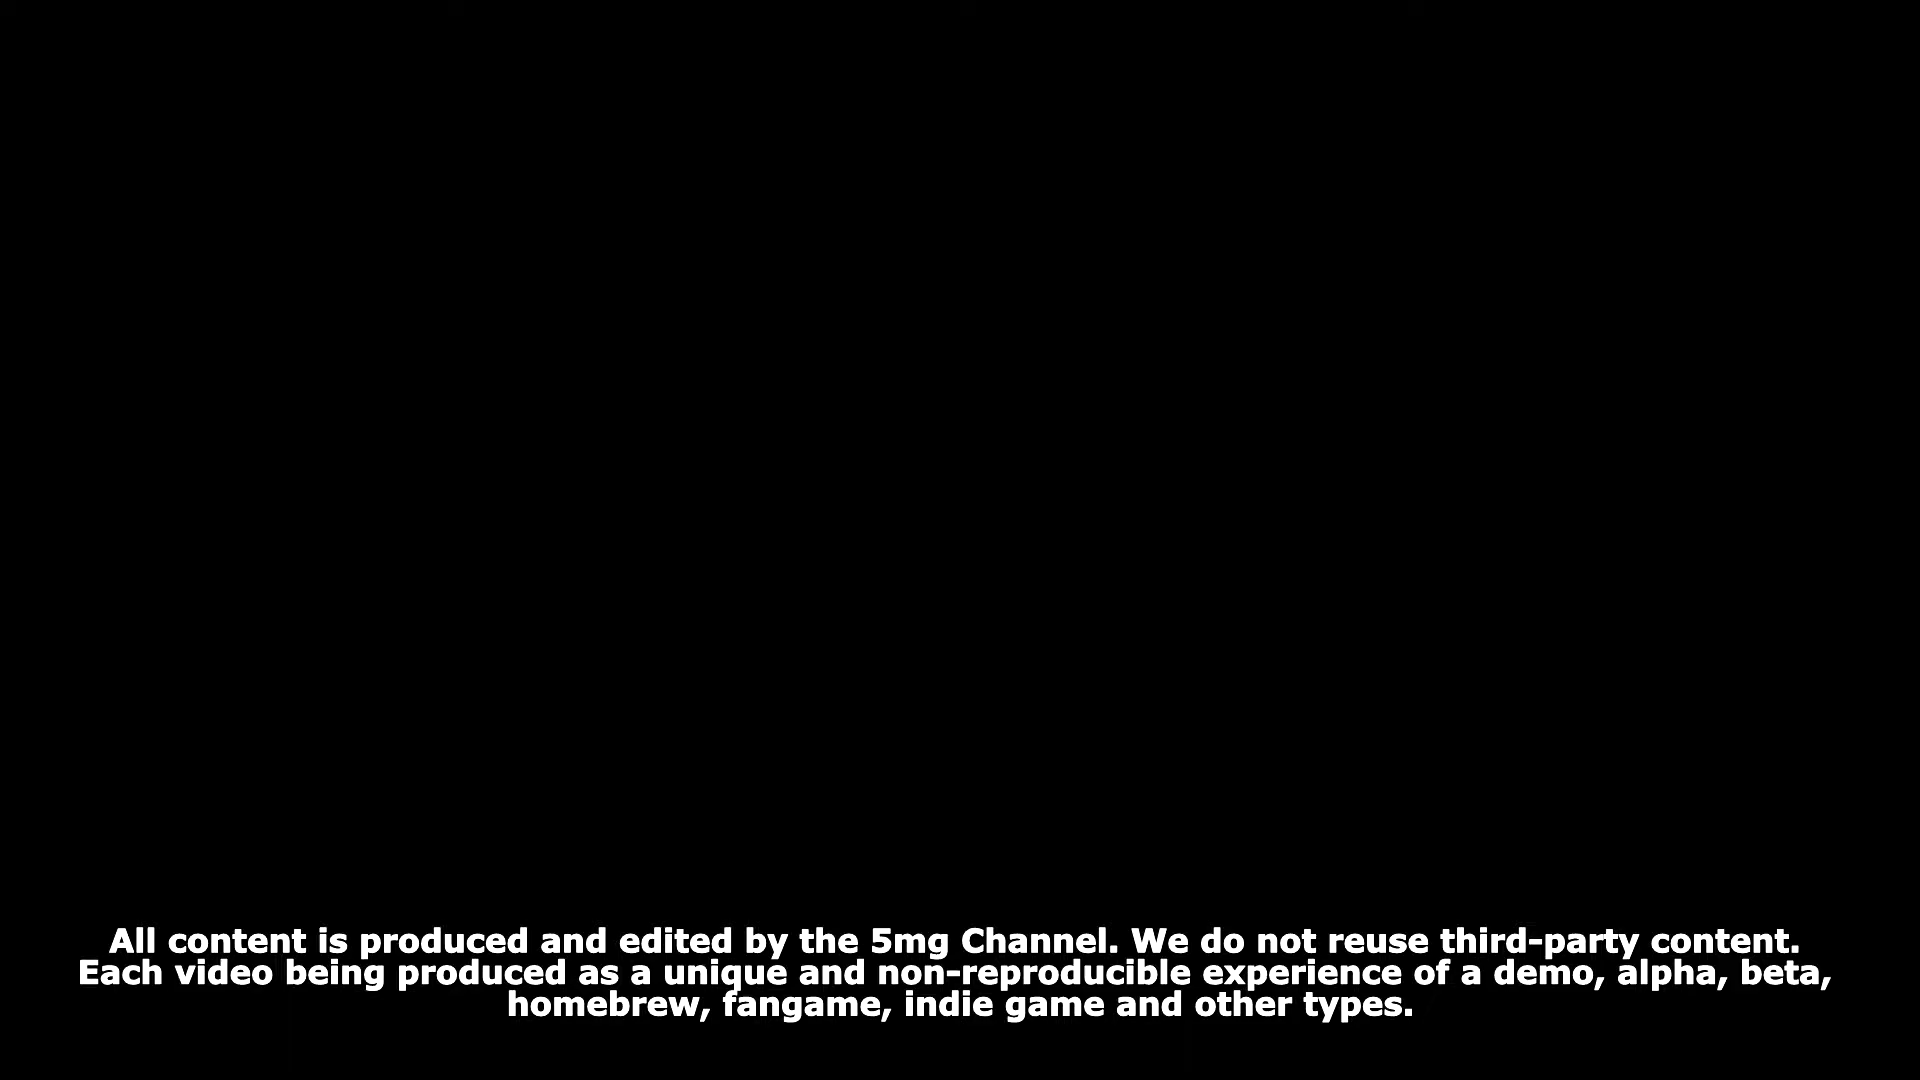 All content is produced and edited by the 5mg Channel. We do not reuse third-party content.
Each video being produced as a unique and non-reproducible experience of a demo, alpha, beta,
homebrew, fangame, indie game and other types.